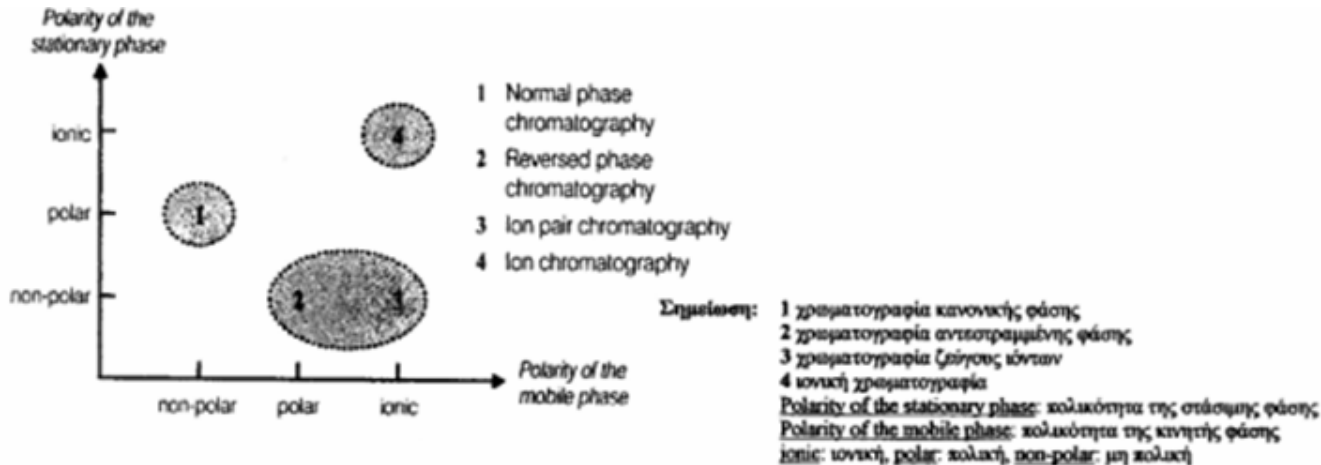 Polarity of the
stationary phase
ionic
polar
non-polar
4
1
2
3
non-polar
polar
ionic
Polarity of the
mobile phase
1 Normal phase
chromatography
2 Reversed phase
chromatography
3 Ion pair chromatography
4 Ion chromatography
Σημείωση: 1 χρωματογραφία κανονικής φάσης
2 χρωματογραφία αντεστραμμένης φάσης
3 χρωματογραφία ζεύγους ιόντων
4 ιονική χρωματογραφία
Polarity of the stationary phase: πολικότητα της στάσιμης φάσης
Polarity of the mobile phase: πολικότητα της κινητής φάσης
ionic: ιονική, polar: πολική, non-polar: μη πολική